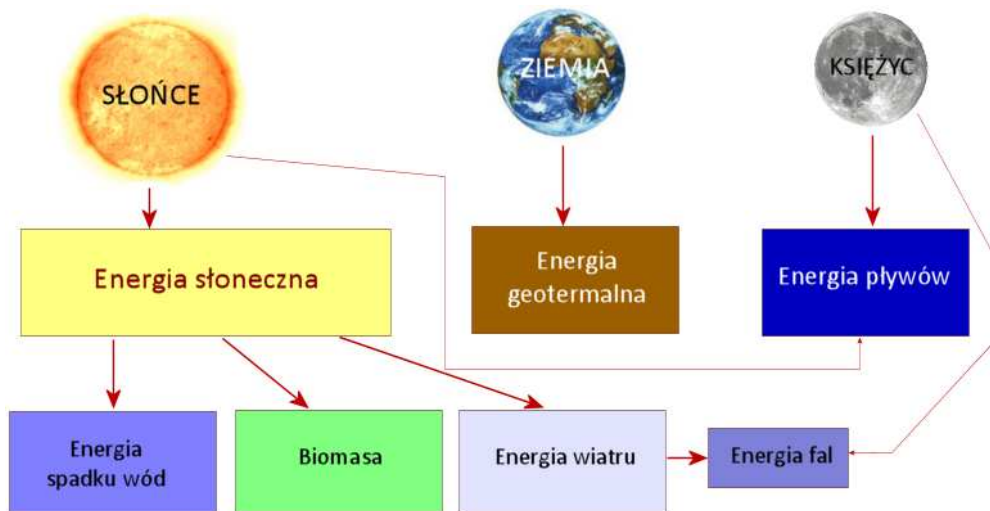 SŁOŃCE
ZIEMIA
KSIĘŻYC
Energia słoneczna
Energia
geotermalna
Energia pływów
Energia
spadku wód
Biomasa
Energia wiatru
Energia fal